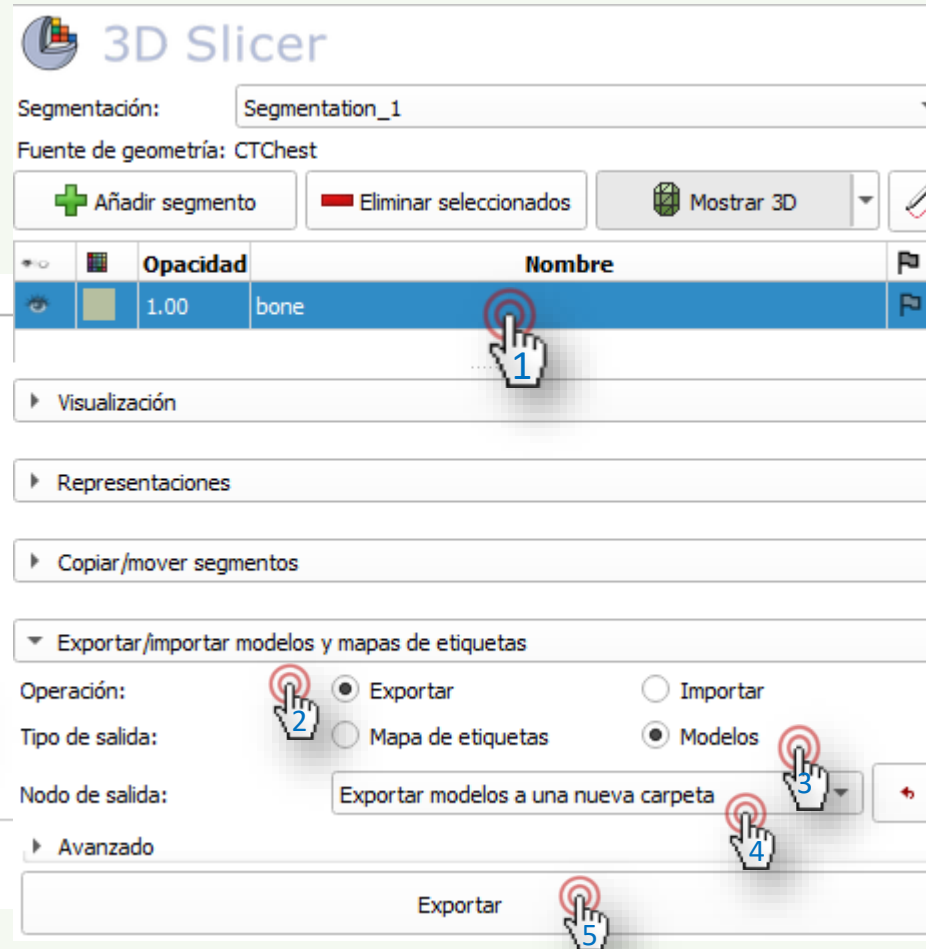 3D Slicer
Segmentación: Segmentation_1
Fuente de geometría: CTChest
Añadir segmento Eliminar seleccionados Mostrar 3D
Opacidad Nombre
1.00 bone
1
Visualización
Representaciones
Copiar/mover segmentos
Exportar/importar modelos y mapas de etiquetas
Operación: Exportar Importar
2
Tipo de salida: Mapa de etiquetas Modelos
3
Nodo de salida: Exportar modelos a una nueva carpeta
4
Avanzado
Exportar
5